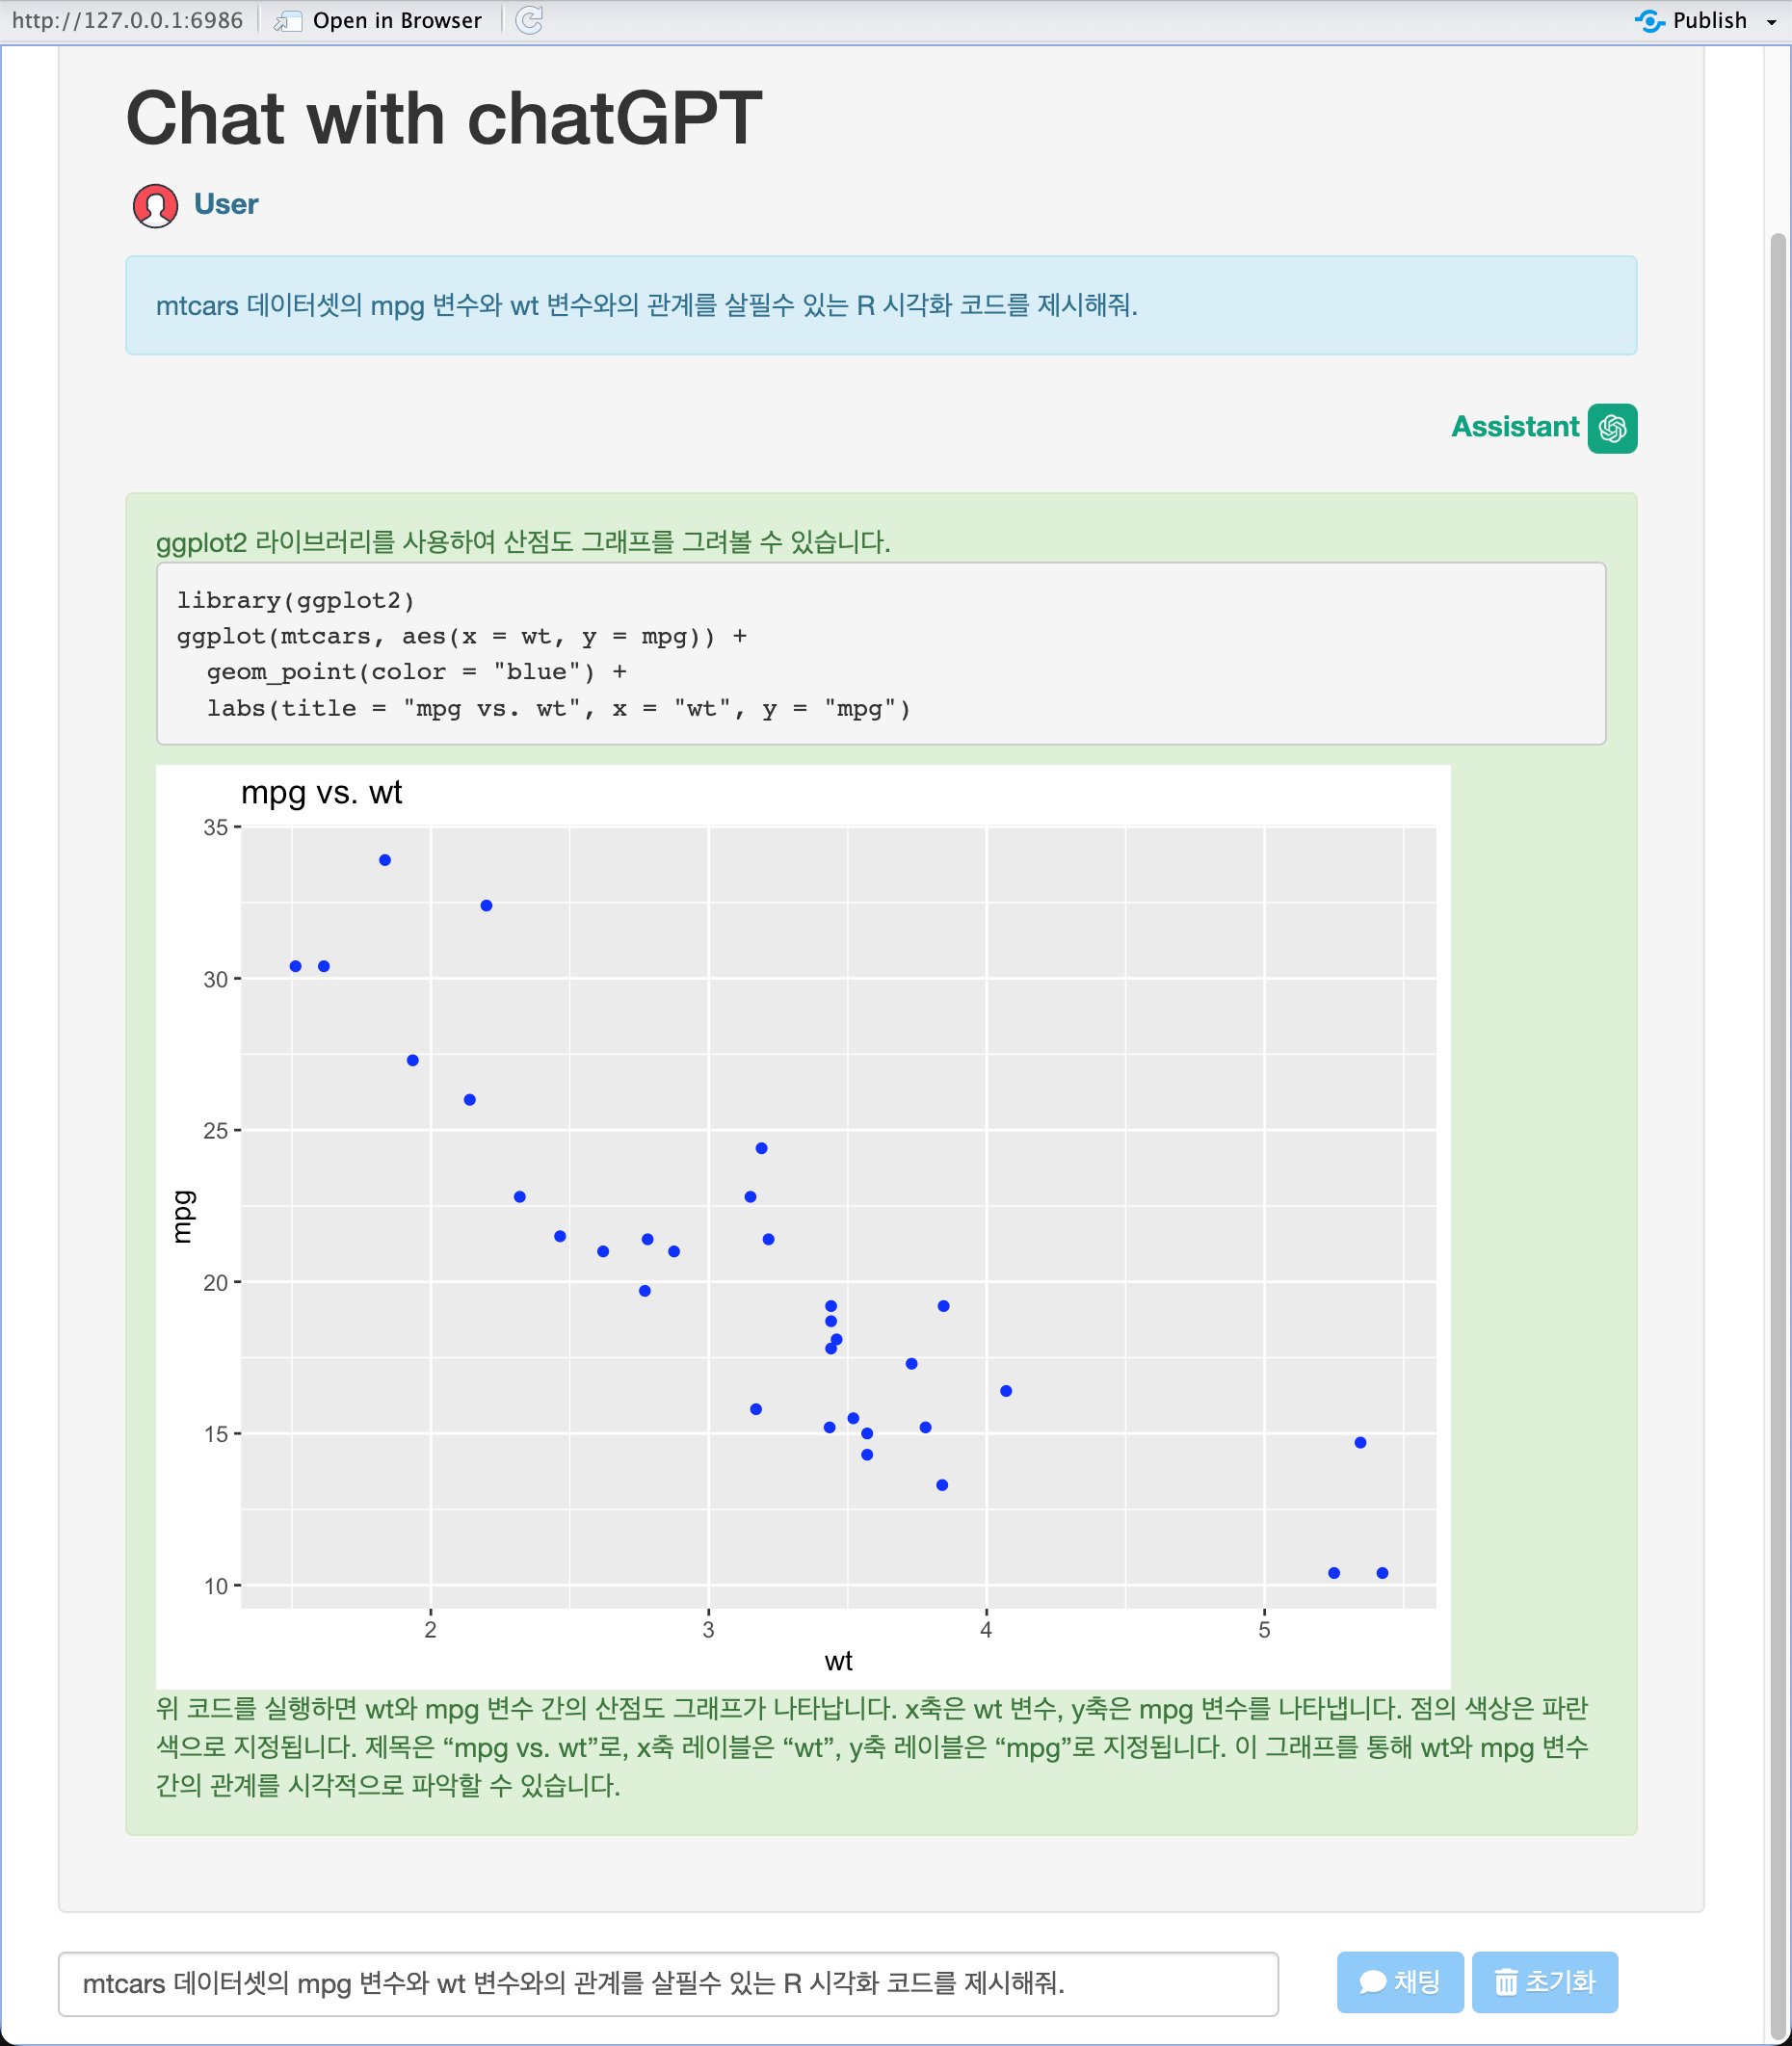 http://127.0.0.1:6986 Open in Browser Publish
Chat with chatGPT
User
mtcars 데이터셋의 mpg 변수와 wt 변수와의 관계를 살필수 있는 R 시각화 코드를 제시해줘.
Assistant
ggplot2 라이브러리를 사용하여 산점도 그래프를 그려볼 수 있습니다.
library(ggplot2)
ggplot(mtcars, aes(x = wt, y = mpg)) +
  geom_point(color = "blue") +
  labs(title = "mpg vs. wt", x = "wt", y = "mpg")
mpg vs. wt
35
30
25
20
15
10
mpg
2 3 4 5
wt
위 코드를 실행하면 wt와 mpg 변수 간의 산점도 그래프가 나타납니다. x축은 wt 변수, y축은 mpg 변수를 나타냅니다. 점의 색상은 파란
색으로 지정됩니다. 제목은 “mpg vs. wt”로, x축 레이블은 “wt”, y축 레이블은 “mpg”로 지정됩니다. 이 그래프를 통해 wt와 mpg 변수
간의 관계를 시각적으로 파악할 수 있습니다.
mtcars 데이터셋의 mpg 변수와 wt 변수와의 관계를 살필수 있는 R 시각화 코드를 제시해줘. 채팅 초기화